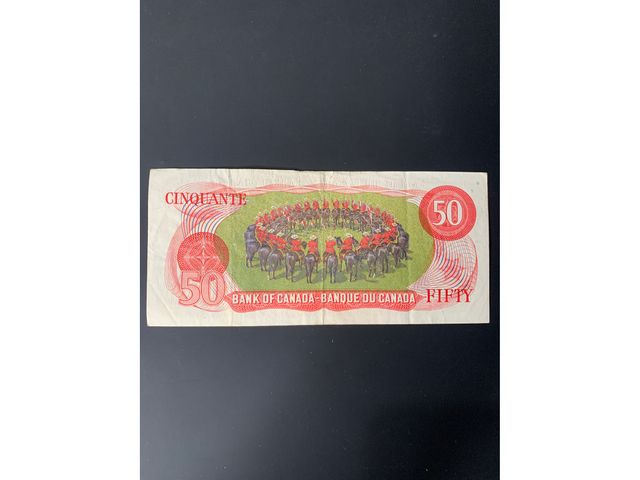 CINQUANTE
50
50
BANK OF CANADA-BANQUE DU CANADA
FIFTY